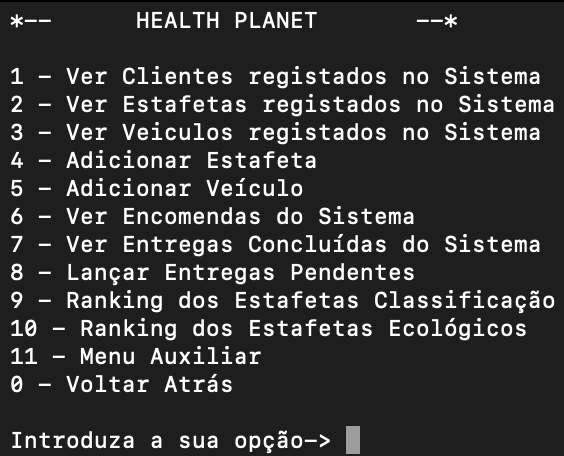 *--      HEALTH PLANET       --*
1 - Ver Clientes registados no Sistema
2 - Ver Estafetas registados no Sistema
3 - Ver Veiculos registados no Sistema
4 - Adicionar Estafeta
5 - Adicionar Veículo
6 - Ver Encomendas do Sistema
7 - Ver Entregas Concluídas do Sistema
8 - Lançar Entregas Pendentes
9 - Ranking dos Estafetas Classificação
10 - Ranking dos Estafetas Ecológicos
11 - Menu Auxiliar
0 - Voltar Atrás
Introduza a sua opção->